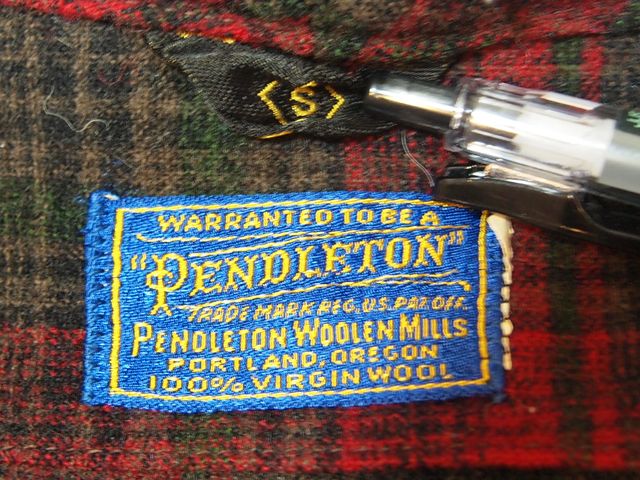 <S>
WARRANTED TO BE A
"PENDLETON"
TRADE MARK REG. U.S. PAT. OFF.
PENDLETON WOOLEN MILLS
PORTLAND, OREGON
100% VIRGIN WOOL